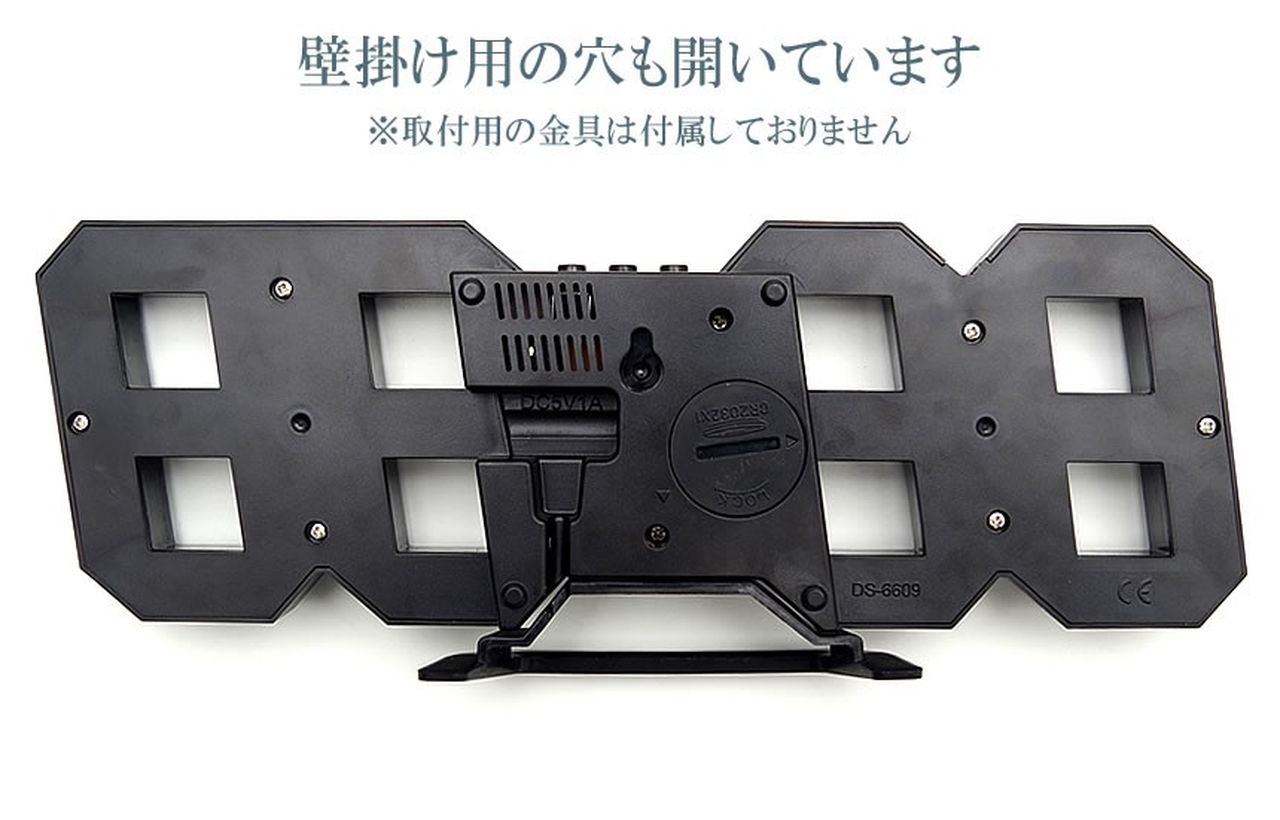 壁掛け用の穴も開いています
※取付用の金具は付属しておりません
DC5V1A
CR2032X1
LOCK
DS-6609
CE